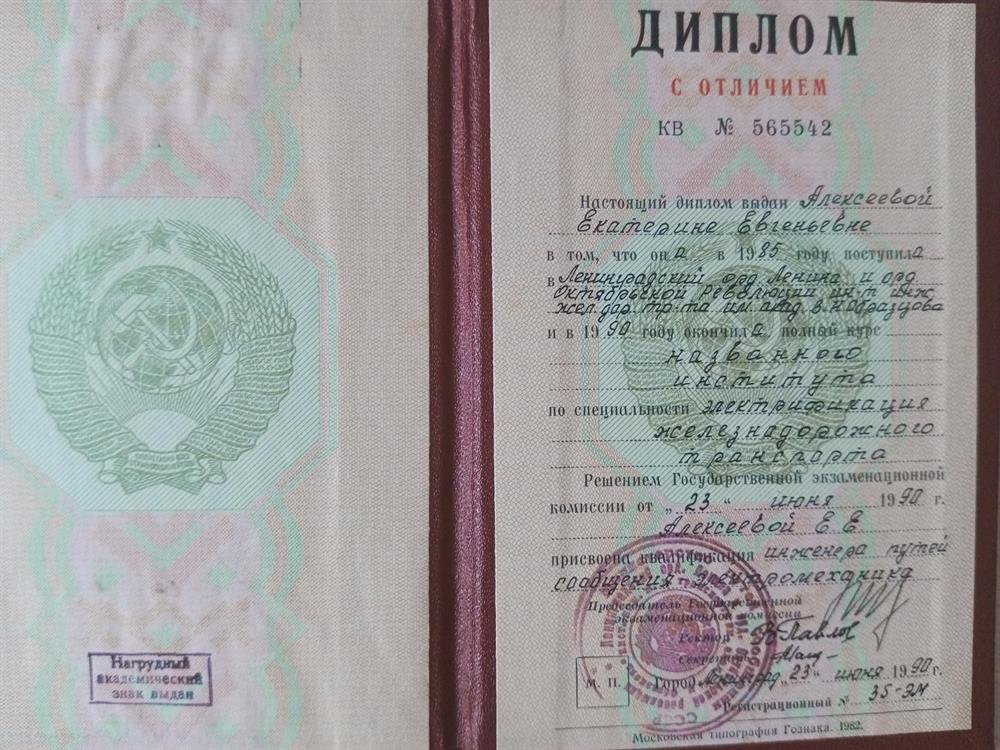 Нагрудный
академический
знак выдан
ДИПЛОМ
С ОТЛИЧИЕМ
КВ № 565542
Настоящий диплом выдан Алексеевой
Екатерине Евгеньевне
в том, что она в 1985 году поступила
в Ленинградский орд. Ленина и орд.
Октябрьской Революции ин-т инж.
жел. дор. тр-та им. акад. В.Н. Образцова
и в 1990 году окончила полный курс
названного
института
по специальности электрификация
железнодорожного
транспорта
Решением Государственной экзаменационной
комиссии от „23“ июня 1990 г.
Алексеевой Е. Е.
присвоена квалификация инженера путей
сообщения электромеханика
Председатель Государственной
экзаменационной комиссии
Ректор В Павлов
Секретарь
М. П. Город Ленинград „23“ июня 1990 г.
Регистрационный № 35-ЭМ
Московская типография Гознака. 1982.